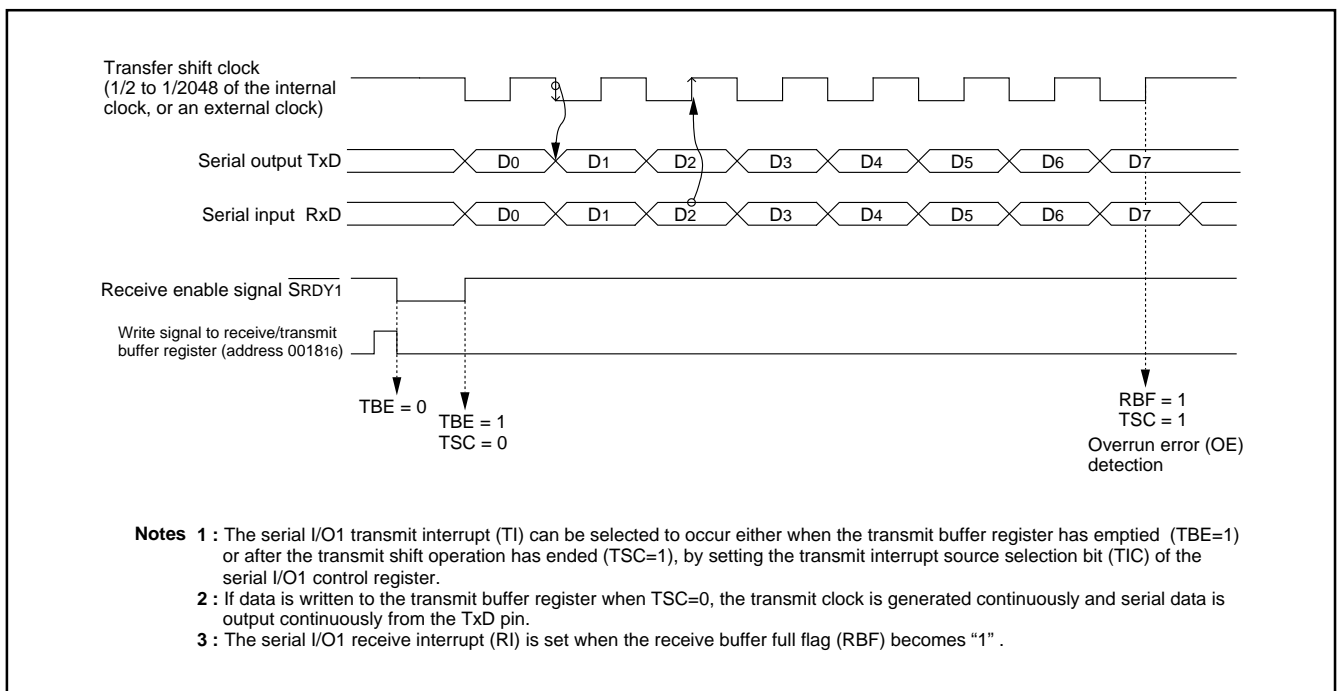 Transfer shift clock
(1/2 to 1/2048 of the internal
clock, or an external clock)
Serial output TxD
D0 D1 D2 D3 D4 D5 D6 D7
Serial input RxD
D0 D1 D2 D3 D4 D5 D6 D7
Receive enable signal S̅R̅D̅Y̅1̅
Write signal to receive/transmit
buffer register (address 001816)
TBE = 0
TBE = 1
TSC = 0
RBF = 1
TSC = 1
Overrun error (OE)
detection
Notes 1 : The serial I/O1 transmit interrupt (TI) can be selected to occur either when the transmit buffer register has emptied (TBE=1)
or after the transmit shift operation has ended (TSC=1), by setting the transmit interrupt source selection bit (TIC) of the
serial I/O1 control register.
2 : If data is written to the transmit buffer register when TSC=0, the transmit clock is generated continuously and serial data is
output continuously from the TxD pin.
3 : The serial I/O1 receive interrupt (RI) is set when the receive buffer full flag (RBF) becomes “1” .